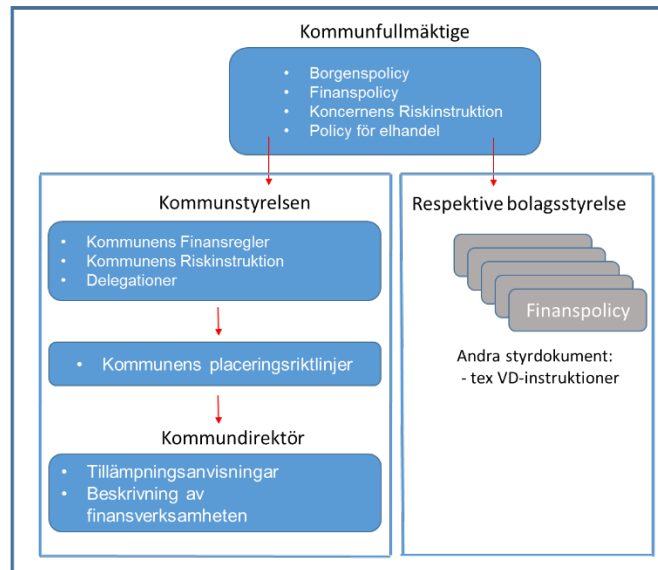 Kommunfullmäktige
• Borgenspolicy
• Finanspolicy
• Koncernens Riskinstruktion
• Policy för elhandel
Kommunstyrelsen
• Kommunens Finansregler
• Kommunens Riskinstruktion
• Delegationer
• Kommunens placeringsriktlinjer
Kommundirektör
• Tillämpningsanvisningar
• Beskrivning av
finansverksamheten
Respektive bolagsstyrelse
Finanspolicy
Andra styrdokument:
- tex VD-instruktioner